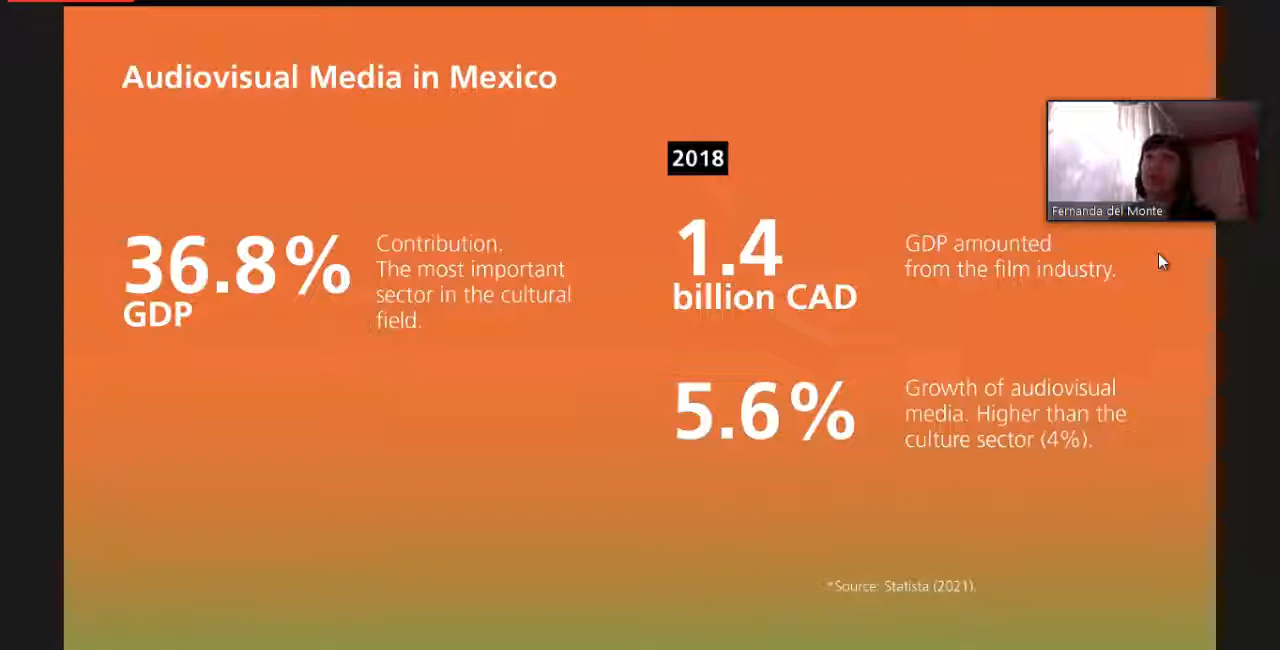 Audiovisual Media in Mexico
36.8%
GDP
Contribution.
The most important
sector in the cultural
field.
2018
1.4
billion CAD
GDP amounted
from the film industry.
5.6%
Growth of audiovisual
media. Higher than the
culture sector (4%).
Fernanda del Monte
*Source: Statista (2021).